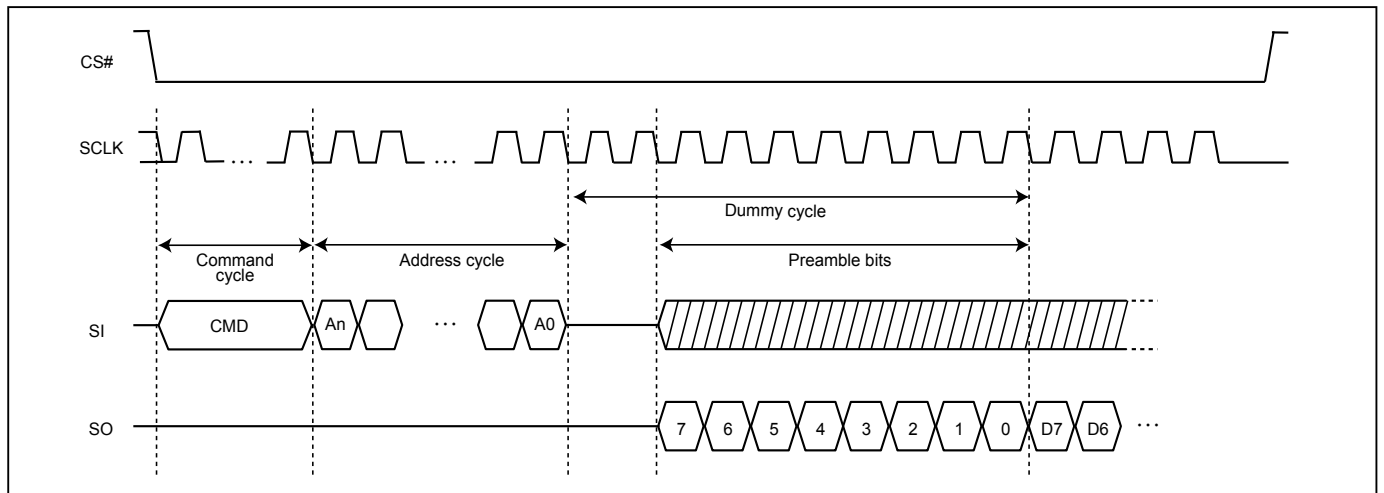 CS#
SCLK
...
...
Dummy cycle
Command
cycle
Address cycle
Preamble bits
SI
CMD
An
...
A0
SO
7 6 5 4 3 2 1 0 D7 D6 ...